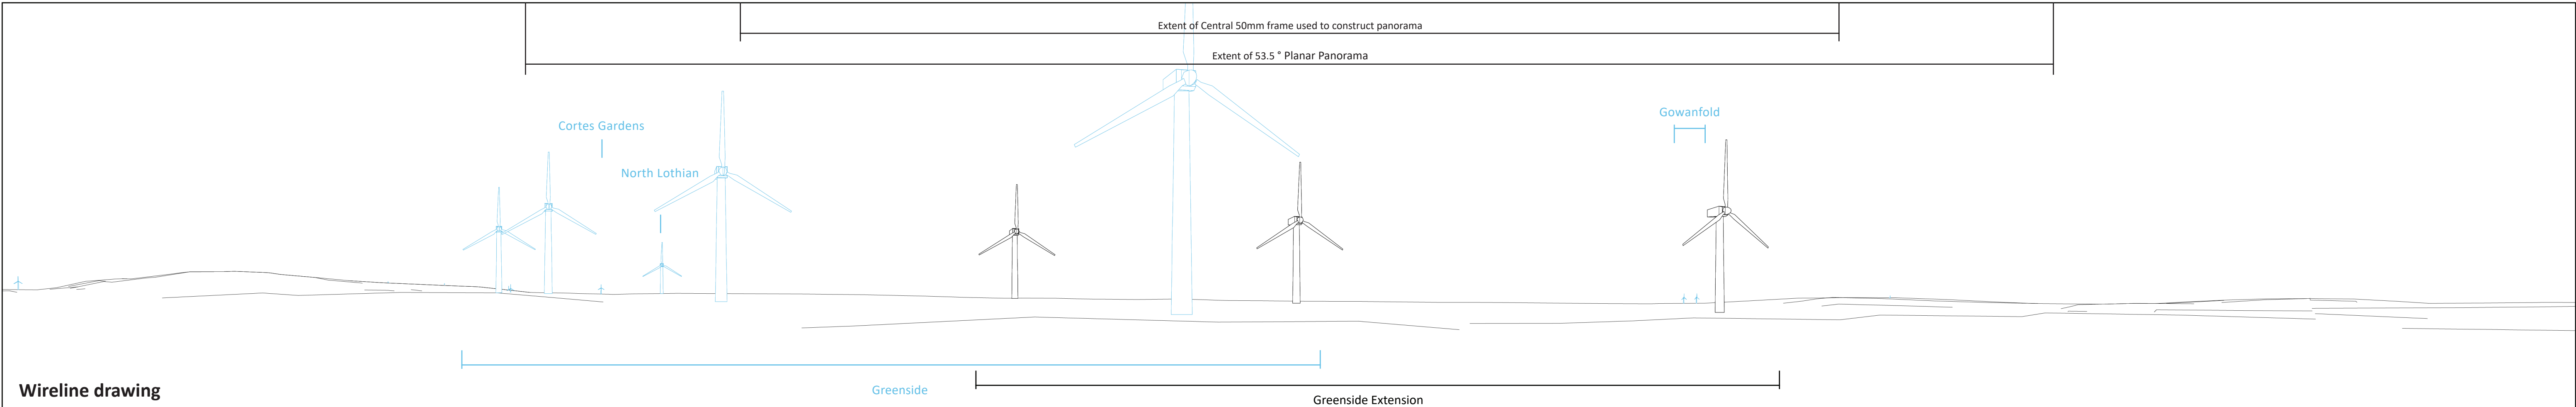 Extent of Central 50mm frame used to construct panorama
Extent of 53.5 ° Planar Panorama
Cortes Gardens
Gowanfold
North Lothian
Wireline drawing
Greenside
Greenside Extension